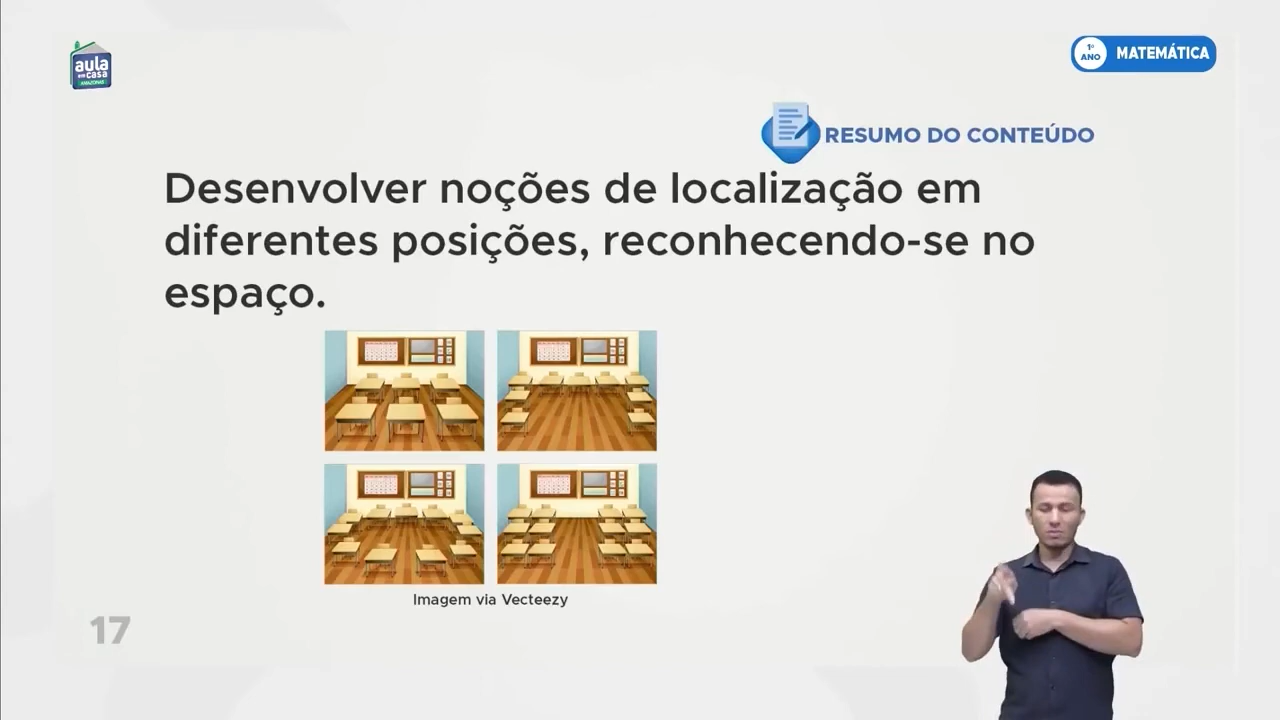 aula
em casa
AMAZONAS
1º
ANO
MATEMÁTICA
RESUMO DO CONTEÚDO
Desenvolver noções de localização em
diferentes posições, reconhecendo-se no
espaço.
Imagem via Vecteezy
17